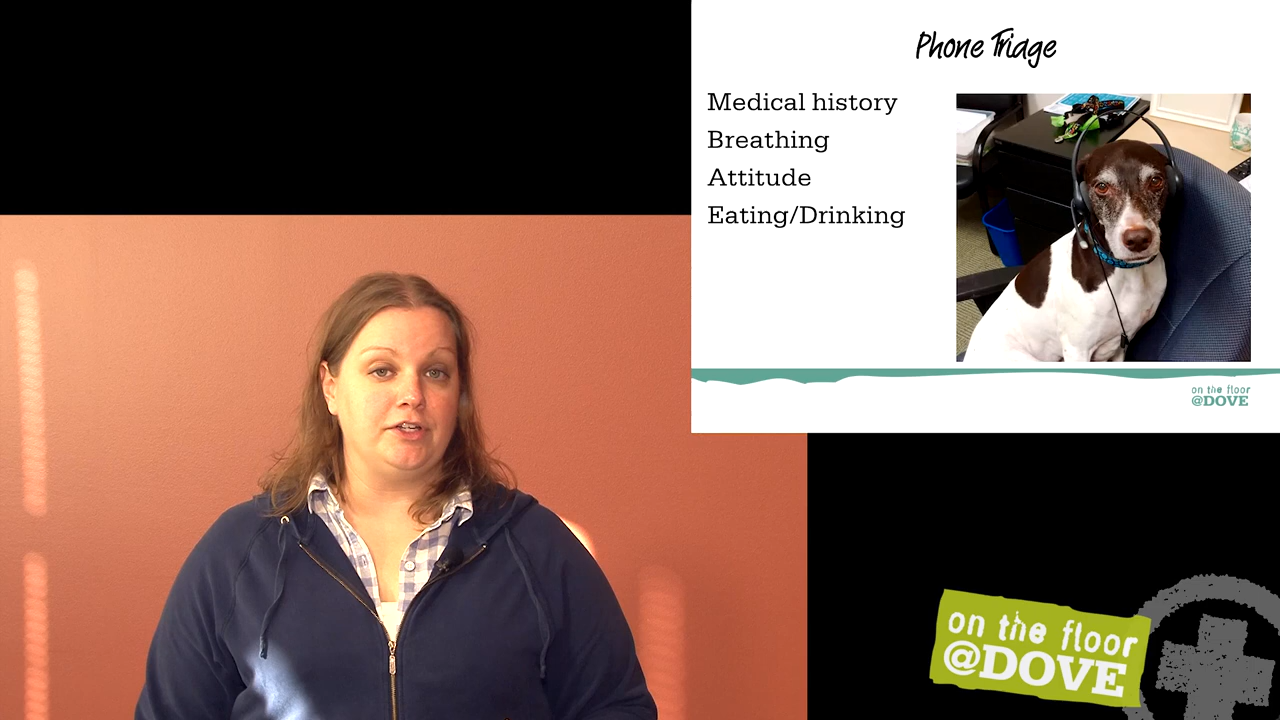 Phone Triage
Medical history
Breathing
Attitude
Eating/Drinking
on the floor
@DOVE
on the floor
@DOVE